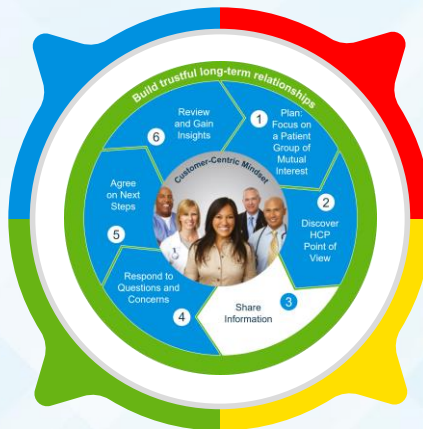 Build trustful long-term relationships
1
Plan:
Focus on
a Patient
Group of
Mutual
Interest
2
Discover
HCP
Point of
View
3
Share
Information
4
Respond to
Questions and
Concerns
5
Agree
on Next
Steps
6
Review
and Gain
Insights
Customer-Centric Mindset